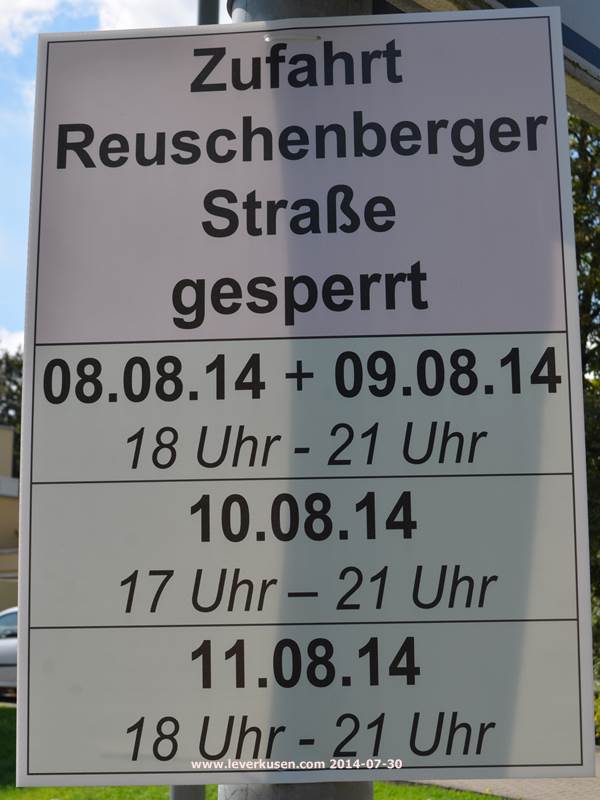 Zufahrt
Reuschenberger
Straße
gesperrt
08.08.14 + 09.08.14
18 Uhr - 21 Uhr
10.08.14
17 Uhr – 21 Uhr
11.08.14
18 Uhr - 21 Uhr
www.leverkusen.com 2014-07-30